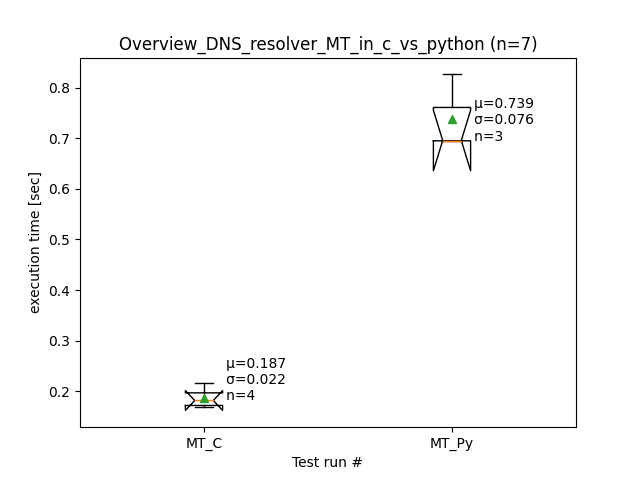 Overview_DNS_resolver_MT_in_c_vs_python (n=7)
0.8
0.7
0.6
0.5
0.4
0.3
0.2
execution time [sec]
μ=0.739
σ=0.076
n=3
μ=0.187
σ=0.022
n=4
MT_C
MT_Py
Test run #